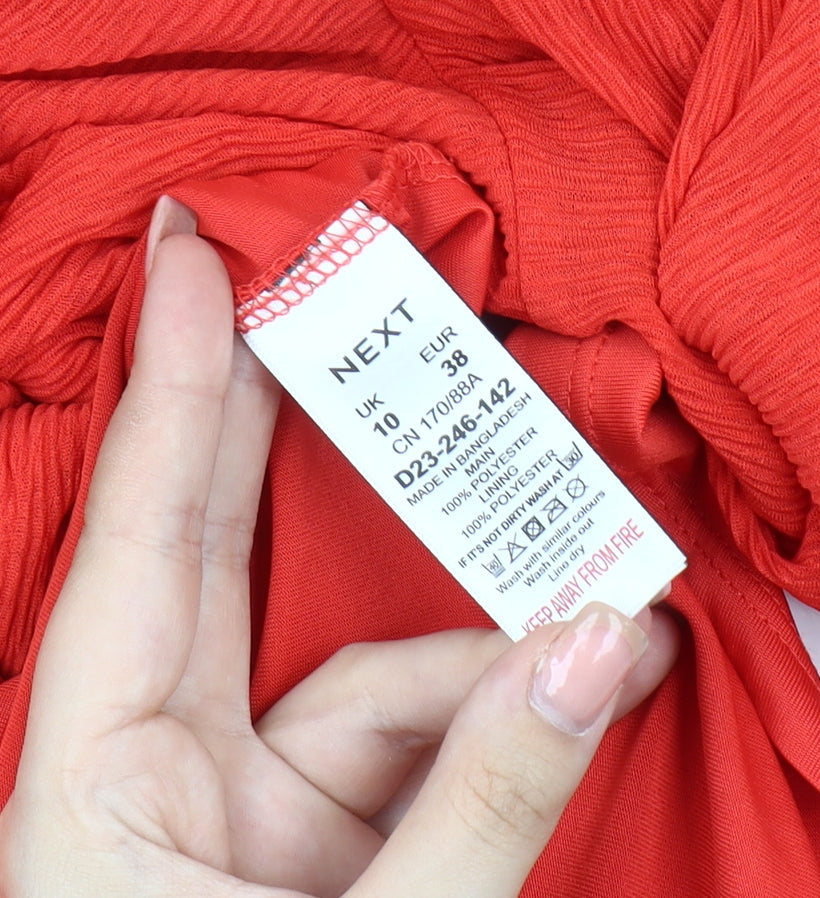 NEXT
UK EUR
10 38
CN 170/88A
D23-246-142
MADE IN BANGLADESH
MAIN
100% POLYESTER
LINING
100% POLYESTER
IF IT'S NOT DIRTY WASH AT 30
40
Wash with similar colours
Wash inside out
Line dry
KEEP AWAY FROM FIRE